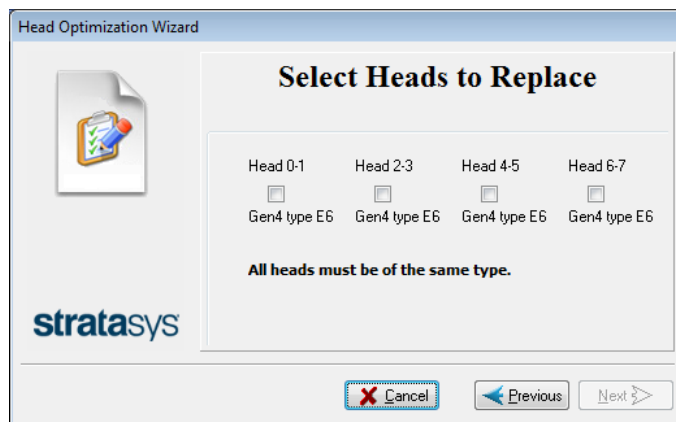 Head Optimization Wizard
Select Heads to Replace
Head 0-1 Head 2-3 Head 4-5 Head 6-7
Gen4 type E6 Gen4 type E6 Gen4 type E6 Gen4 type E6
All heads must be of the same type.
stratasys
Cancel Previous Next